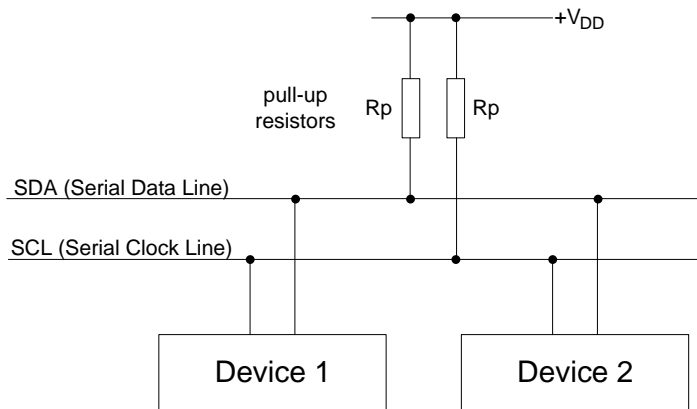 +VDD
pull-up
resistors
Rp
Rp
SDA (Serial Data Line)
SCL (Serial Clock Line)
Device 1
Device 2